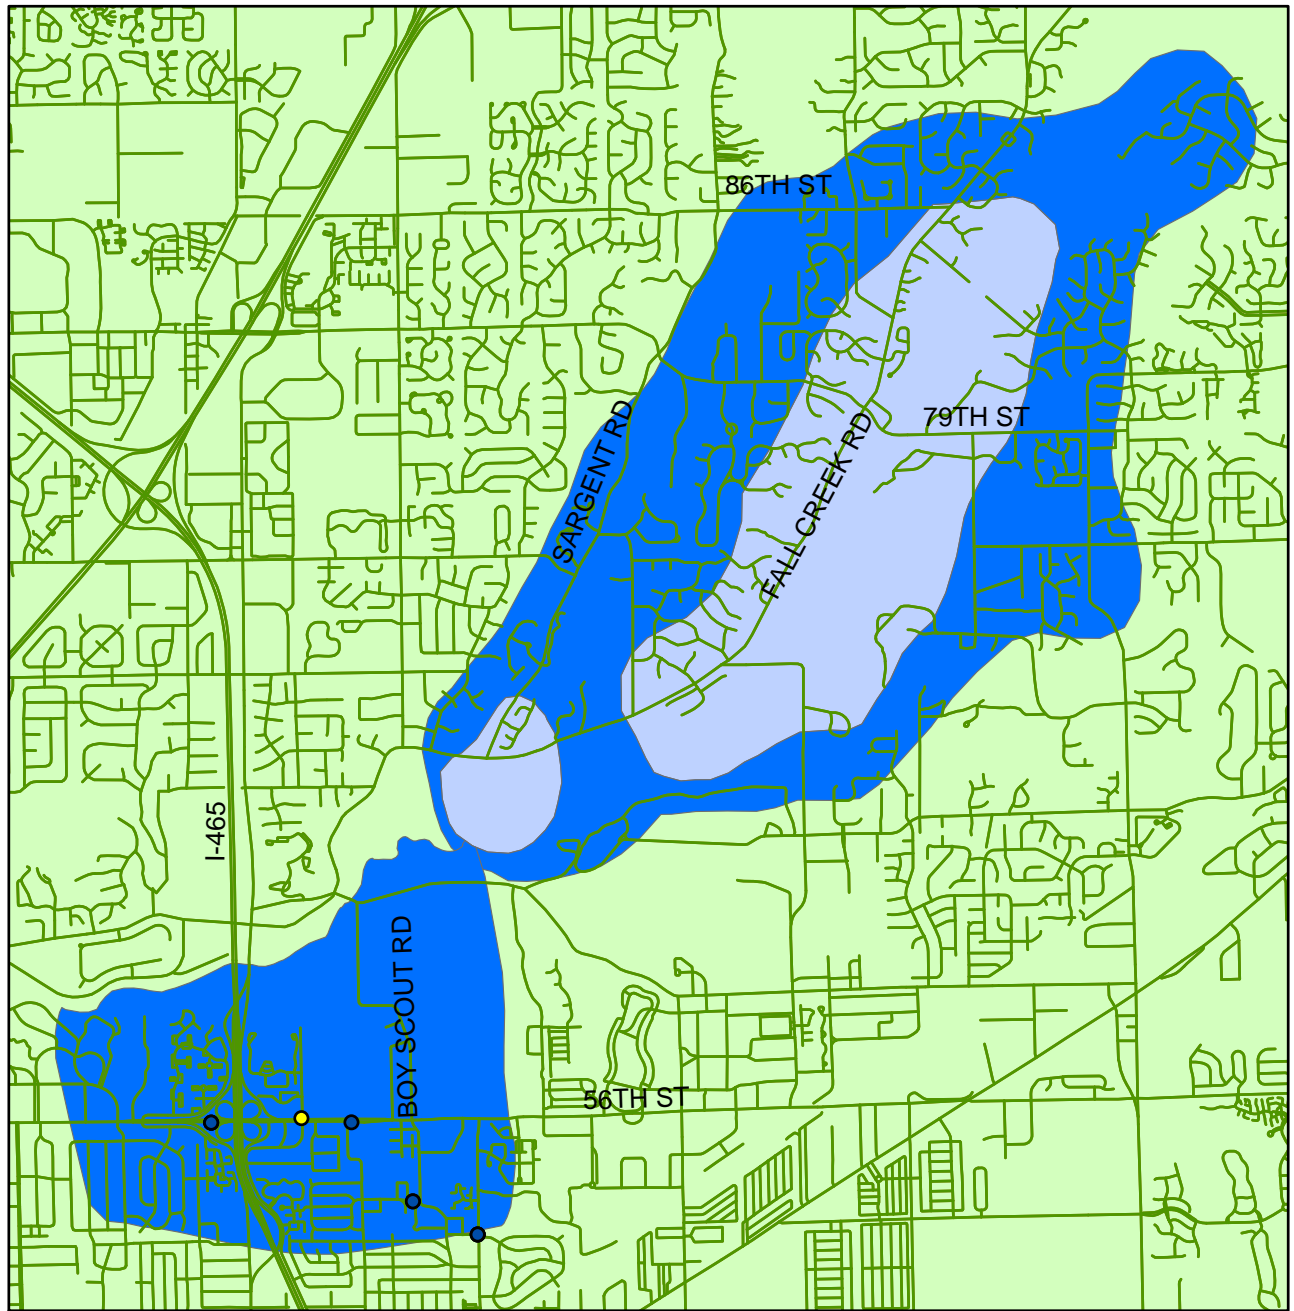 86TH ST
79TH ST
SARGENT RD
FALL CREEK RD
I-465
BOY SCOUT RD
56TH ST